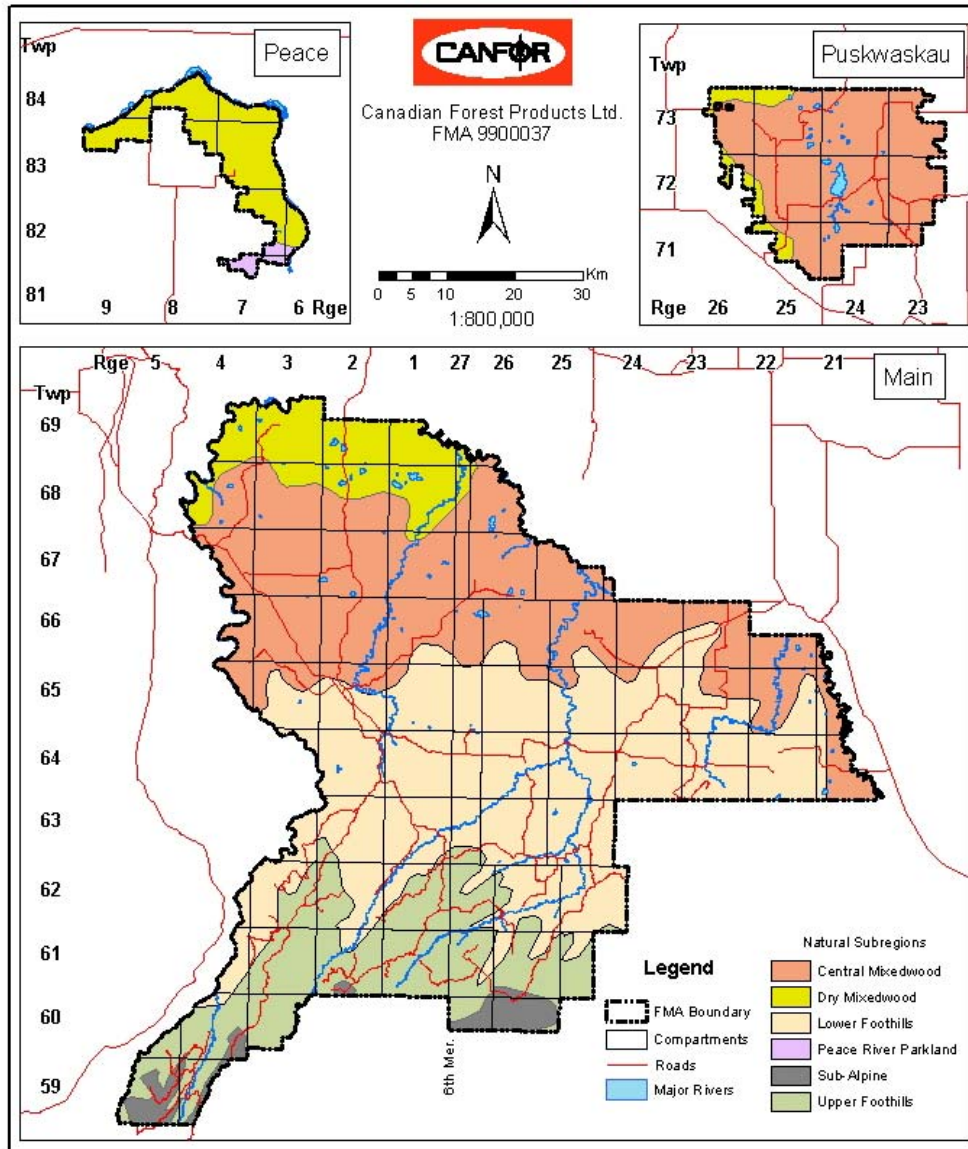 Twp
Peace
84
83
82
81
9 8 7 6 Rge
CANFOR
Canadian Forest Products Ltd.
FMA 9900037
N
Km
0 5 10 20 30
1:800,000
Puskwaskau
Twp
73
72
71
Rge 26 25 24 23
Rge 5 4 3 2 1 27 26 25 24 23 22 21
Main
Twp
69
68
67
66
65
64
63
62
61
60
59
6th Mer.
Legend
FMA Boundary
Compartments
Roads
Major Rivers
Natural Subregions
Central Mixedwood
Dry Mixedwood
Lower Foothills
Peace River Parkland
Sub-Alpine
Upper Foothills